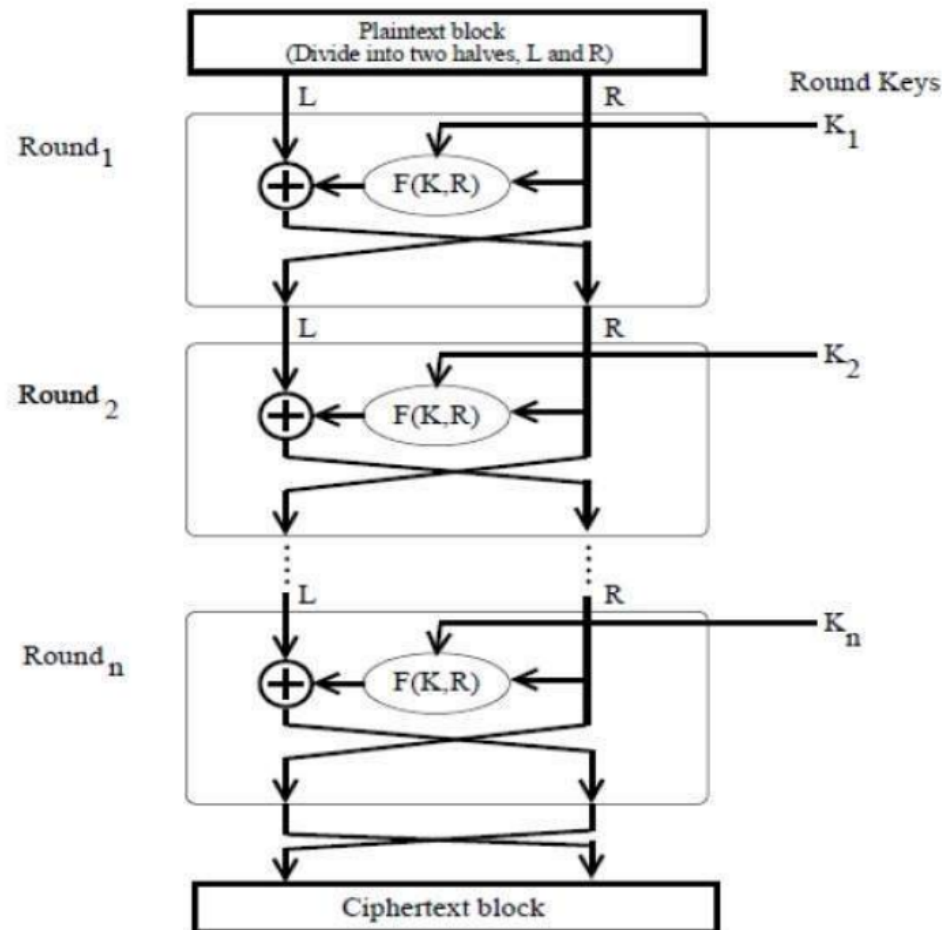 Plaintext block
(Divide into two halves, L and R)
L
R
Round Keys
K1
Round1
F(K,R)
L
R
K2
Round2
F(K,R)
L
R
Kn
Roundn
F(K,R)
Ciphertext block